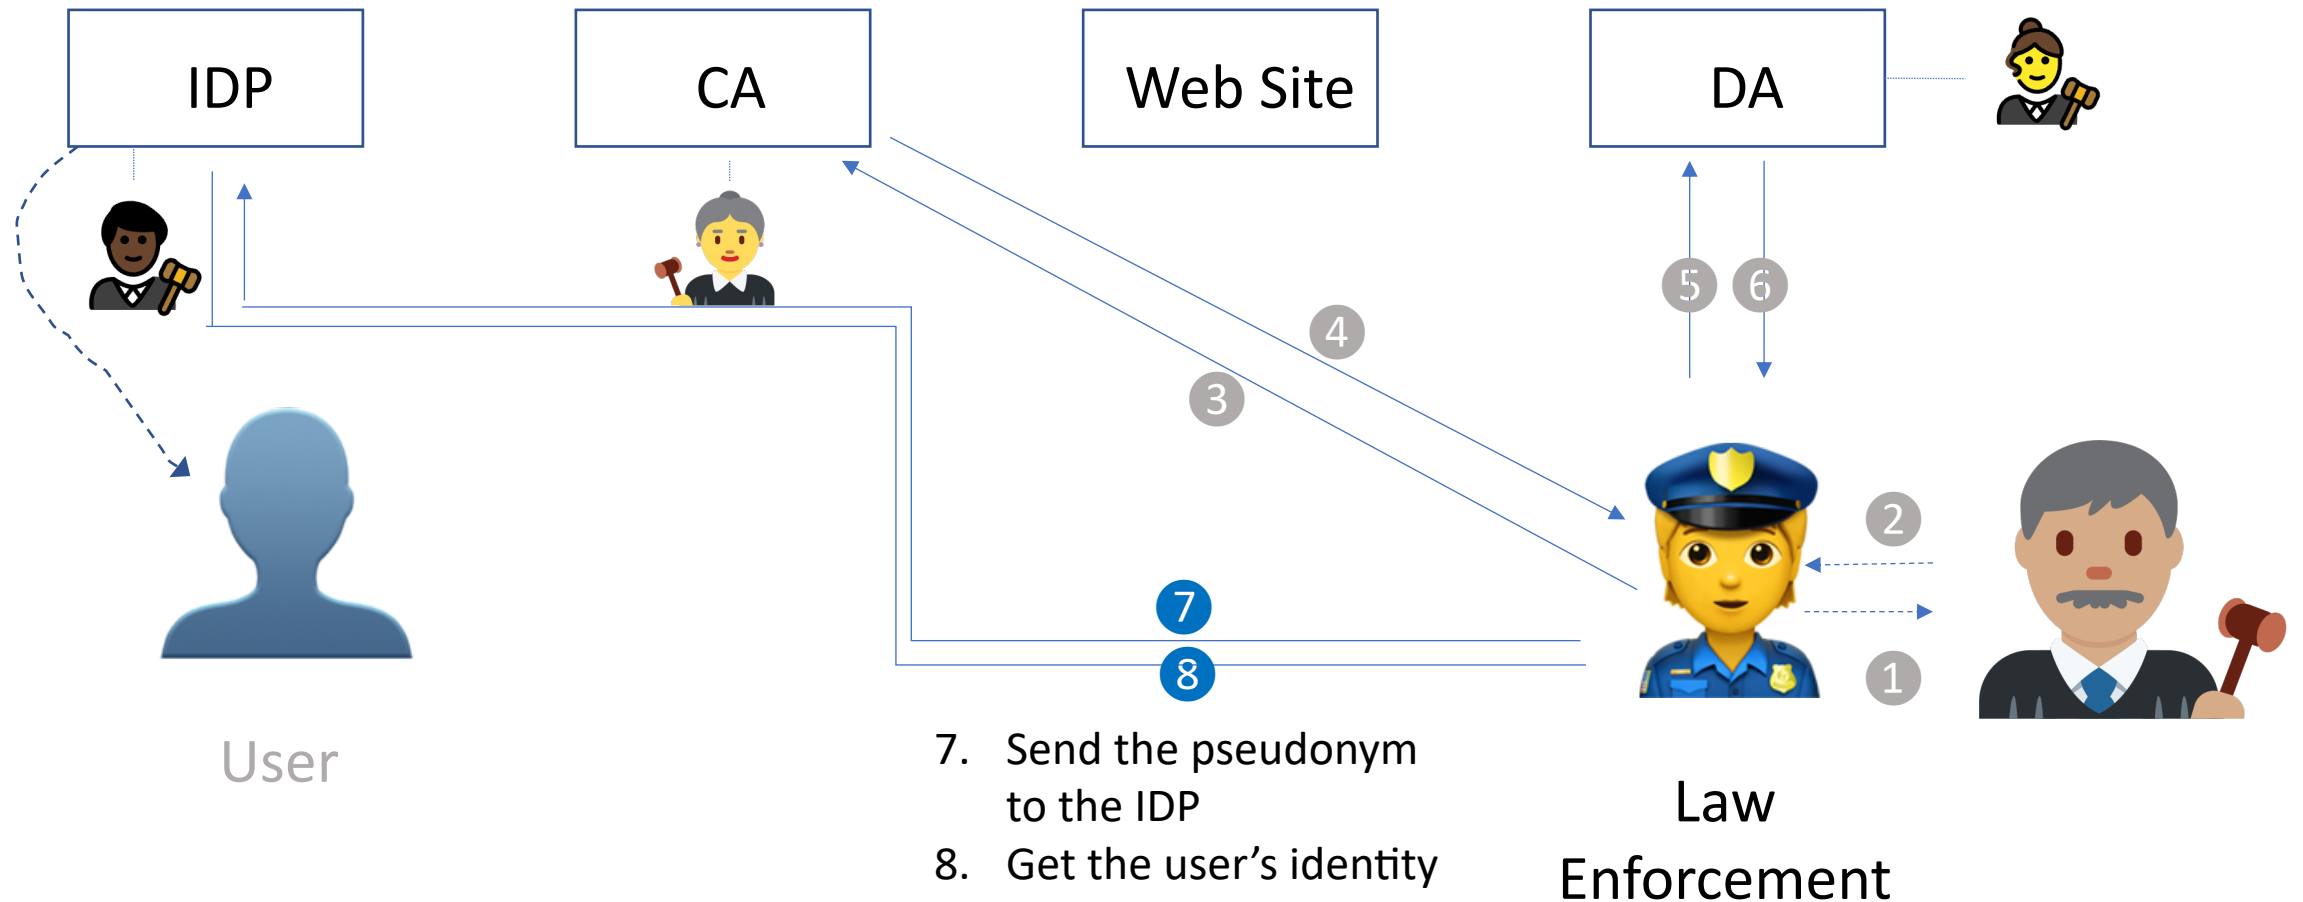 IDP
CA
Web Site
DA
5
6
4
3
2
7
8
1
7. Send the pseudonym
to the IDP
8. Get the user’s identity
User
Law
Enforcement